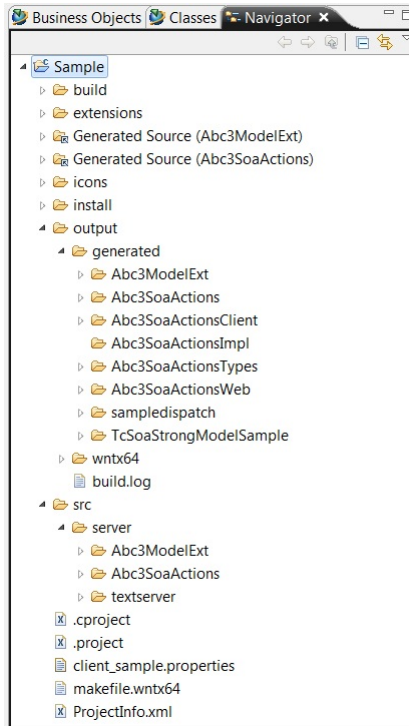 Business Objects Classes Navigator
Sample
build
extensions
Generated Source (Abc3ModelExt)
Generated Source (Abc3SoaActions)
icons
install
output
generated
Abc3ModelExt
Abc3SoaActions
Abc3SoaActionsClient
Abc3SoaActionsImpl
Abc3SoaActionsTypes
Abc3SoaActionsWeb
sampledispatch
TcSoaStrongModelSample
wntx64
build.log
src
server
Abc3ModelExt
Abc3SoaActions
textserver
.cproject
.project
client_sample.properties
makefile.wntx64
ProjectInfo.xml